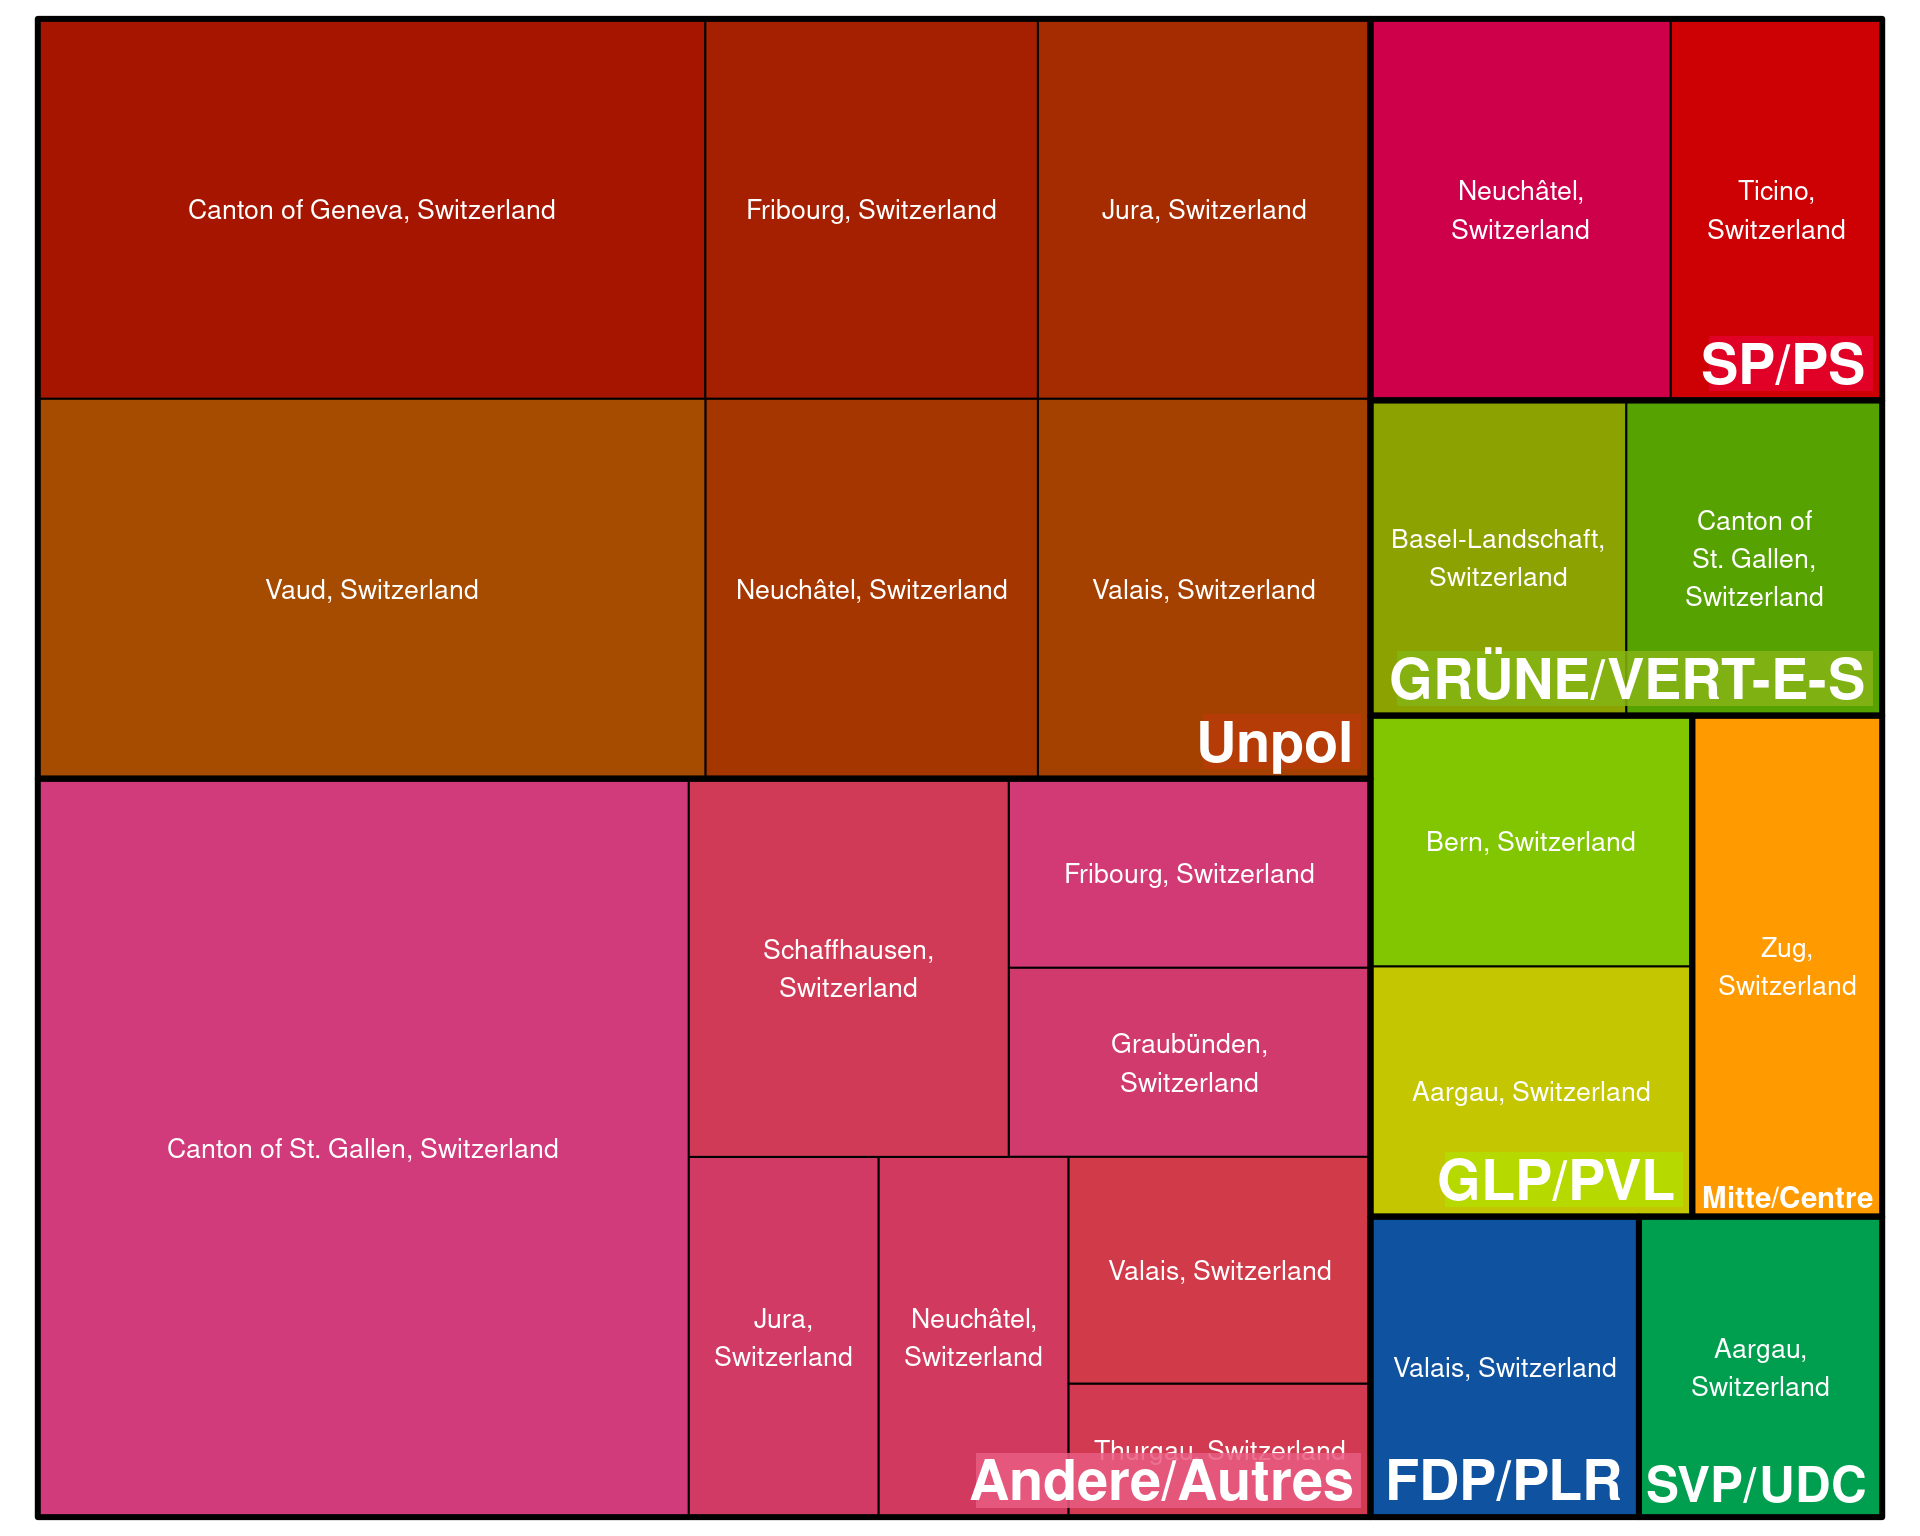 Canton of Geneva, Switzerland
Fribourg, Switzerland
Jura, Switzerland
Vaud, Switzerland
Neuchâtel, Switzerland
Valais, Switzerland
Unpol
Canton of St. Gallen, Switzerland
Schaffhausen,
Switzerland
Fribourg, Switzerland
Graubünden,
Switzerland
Jura,
Switzerland
Neuchâtel,
Switzerland
Valais, Switzerland
Thurgau, Switzerland
Andere/Autres
Neuchâtel,
Switzerland
Ticino,
Switzerland
SP/PS
Basel-Landschaft,
Switzerland
Canton of
St. Gallen,
Switzerland
GRÜNE/VERT-E-S
Bern, Switzerland
Aargau, Switzerland
GLP/PVL
Zug,
Switzerland
Mitte/Centre
Valais, Switzerland
FDP/PLR
Aargau,
Switzerland
SVP/UDC